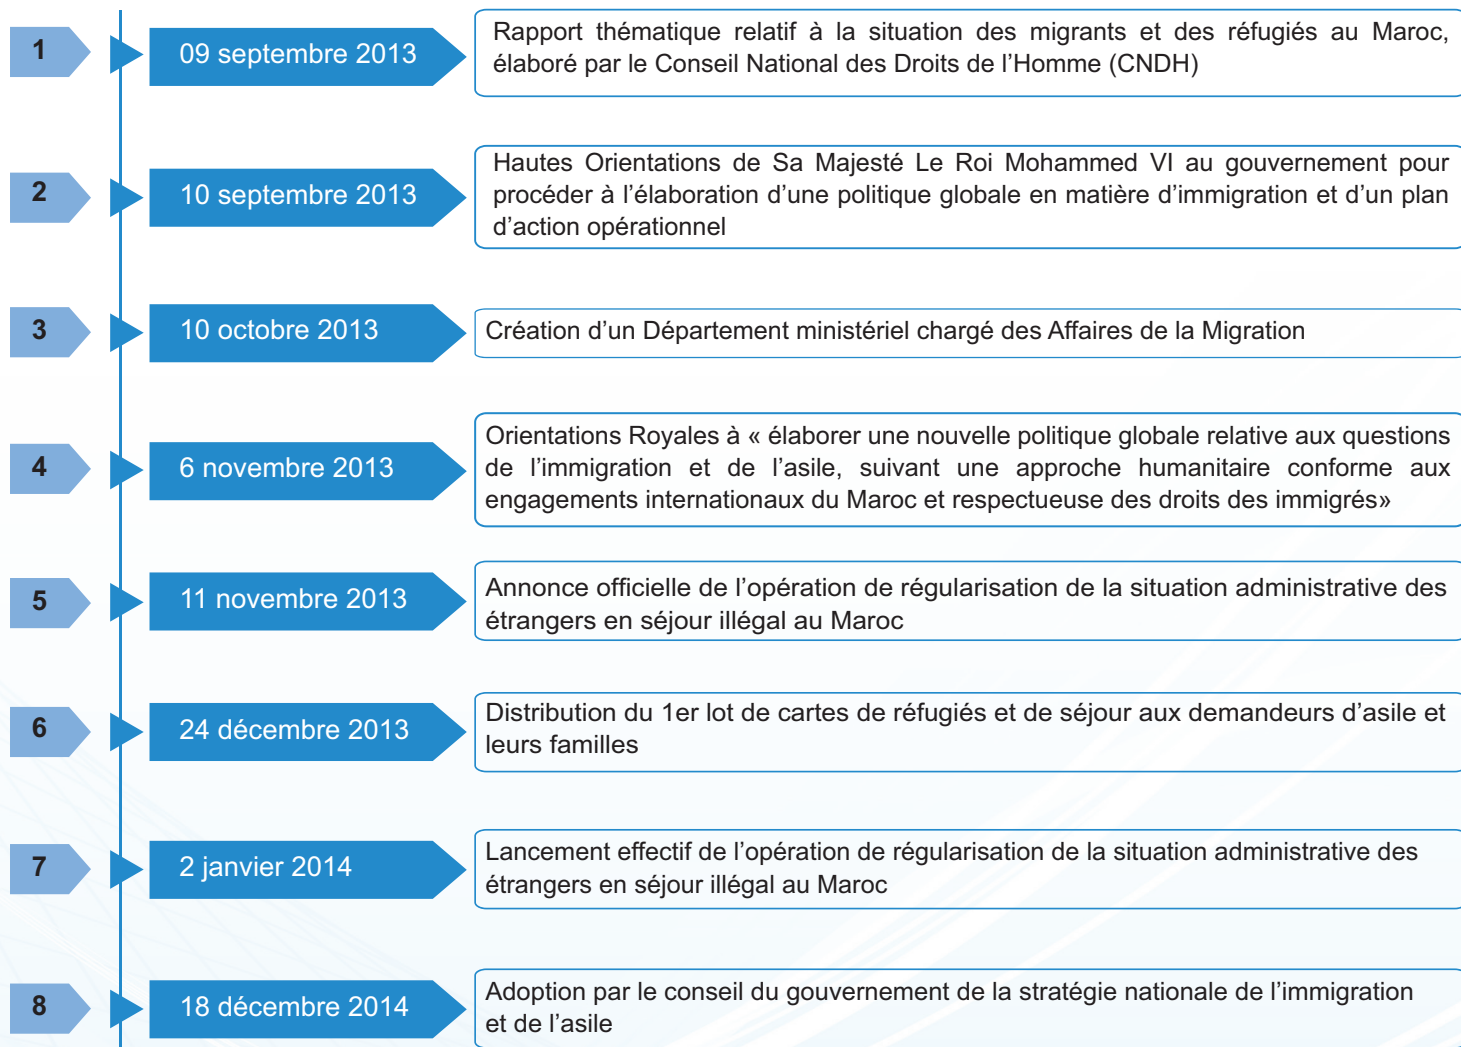 1
09 septembre 2013
Rapport thématique relatif à la situation des migrants et des réfugiés au Maroc,
élaboré par le Conseil National des Droits de l’Homme (CNDH)
2
10 septembre 2013
Hautes Orientations de Sa Majesté Le Roi Mohammed VI au gouvernement pour
procéder à l’élaboration d’une politique globale en matière d’immigration et d’un plan
d’action opérationnel
3
10 octobre 2013
Création d’un Département ministériel chargé des Affaires de la Migration
4
6 novembre 2013
Orientations Royales à « élaborer une nouvelle politique globale relative aux questions
de l’immigration et de l’asile, suivant une approche humanitaire conforme aux
engagements internationaux du Maroc et respectueuse des droits des immigrés»
5
11 novembre 2013
Annonce officielle de l’opération de régularisation de la situation administrative des
étrangers en séjour illégal au Maroc
6
24 décembre 2013
Distribution du 1er lot de cartes de réfugiés et de séjour aux demandeurs d’asile et
leurs familles
7
2 janvier 2014
Lancement effectif de l’opération de régularisation de la situation administrative des
étrangers en séjour illégal au Maroc
8
18 décembre 2014
Adoption par le conseil du gouvernement de la stratégie nationale de l’immigration
et de l’asile